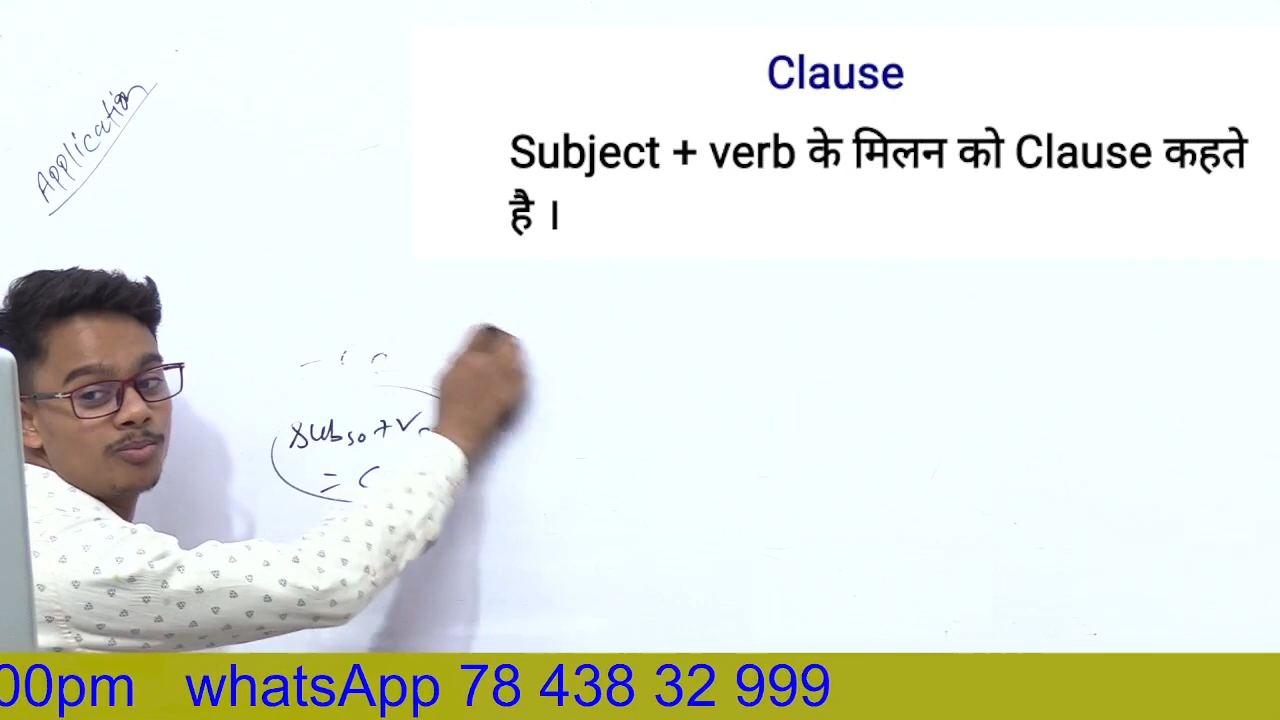 Clause
Subject + verb के मिलन को Clause कहते
है ।
Application
00pm whatsApp 78 438 32 999